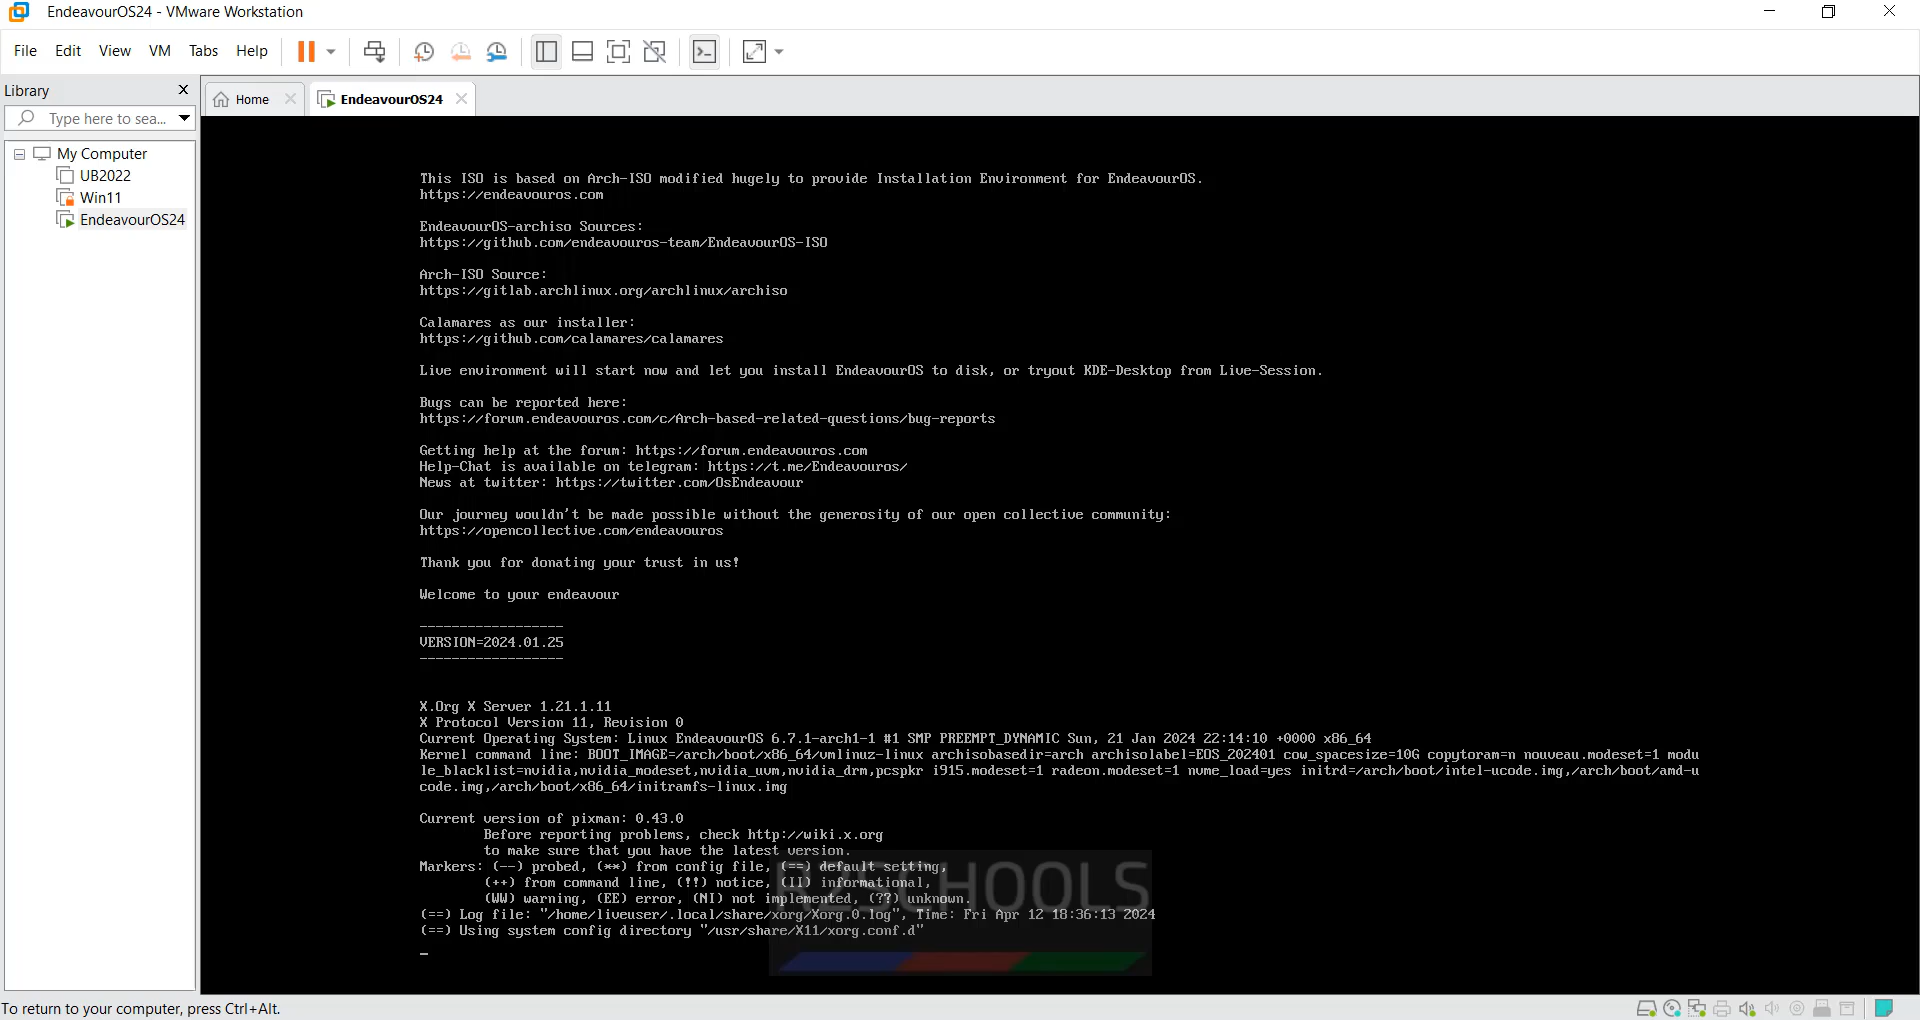 EndeavourOS24 - VMware Workstation
File Edit View VM Tabs Help
Library X
Home EndeavourOS24
Type here to sea...
My Computer
UB2022
Win11
EndeavourOS24
This ISO is based on Arch-ISO modified hugely to provide Installation Environment for EndeavourOS.
https://endeavouros.com
EndeavourOS-archiso Sources:
https://github.com/endeavouros-team/EndeavourOS-ISO
Arch-ISO Source:
https://gitlab.archlinux.org/archlinux/archiso
Calamares as our installer:
https://github.com/calamares/calamares
Live environment will start now and let you install EndeavourOS to disk, or tryout KDE-Desktop from Live-Session.
Bugs can be reported here:
https://forum.endeavouros.com/c/Arch-based-related-questions/bug-reports
Getting help at the forum: https://forum.endeavouros.com
Help-Chat is available on telegram: https://t.me/Endeavouros/
News at twitter: https://twitter.com/OsEndeavour
Our journey wouldn't be made possible without the generosity of our open collective community:
https://opencollective.com/endeavouros
Thank you for donating your trust in us!
Welcome to your endeavour
------------------
VERSION=2024.01.25
------------------
X.Org X Server 1.21.1.11
X Protocol Version 11, Revision 0
Current Operating System: Linux EndeavourOS 6.7.1-arch1-1 #1 SMP PREEMPT_DYNAMIC Sun, 21 Jan 2024 22:14:10 +0000 x86_64
Kernel command line: BOOT_IMAGE=/arch/boot/x86_64/vmlinuz-linux archisobasedir=arch archisolabel=EOS_202401 cow_spacesize=10G copytoram=n nouveau.modeset=1 modu
le_blacklist=nvidia,nvidia_modeset,nvidia_uvm,nvidia_drm,pcspkr i915.modeset=1 radeon.modeset=1 nvme_load=yes initrd=/arch/boot/intel-ucode.img,/arch/boot/amd-u
code.img,/arch/boot/x86_64/initramfs-linux.img
Current version of pixman: 0.43.0
Before reporting problems, check http://wiki.x.org
to make sure that you have the latest version.
Markers: (--) probed, (**) from config file, (==) default setting,
(++) from command line, (!!) notice, (II) informational,
(WW) warning, (EE) error, (NI) not implemented, (??) unknown.
(==) Log file: "/home/liveuser/.local/share/xorg/Xorg.0.log", Time: Fri Apr 12 18:36:13 2024
(==) Using system config directory "/usr/share/X11/xorg.conf.d"
_
R2SCHOOLS
To return to your computer, press Ctrl+Alt.